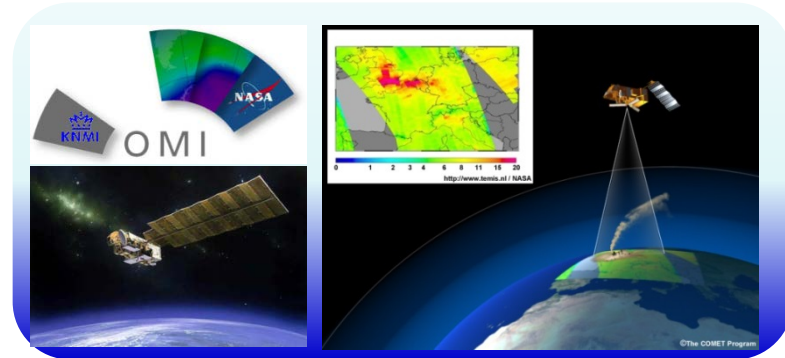 NASA
KNMI
OMI
0 1 2 3 4 6 8 11 15 20
http://www.temis.nl / NASA
©The COMET Program